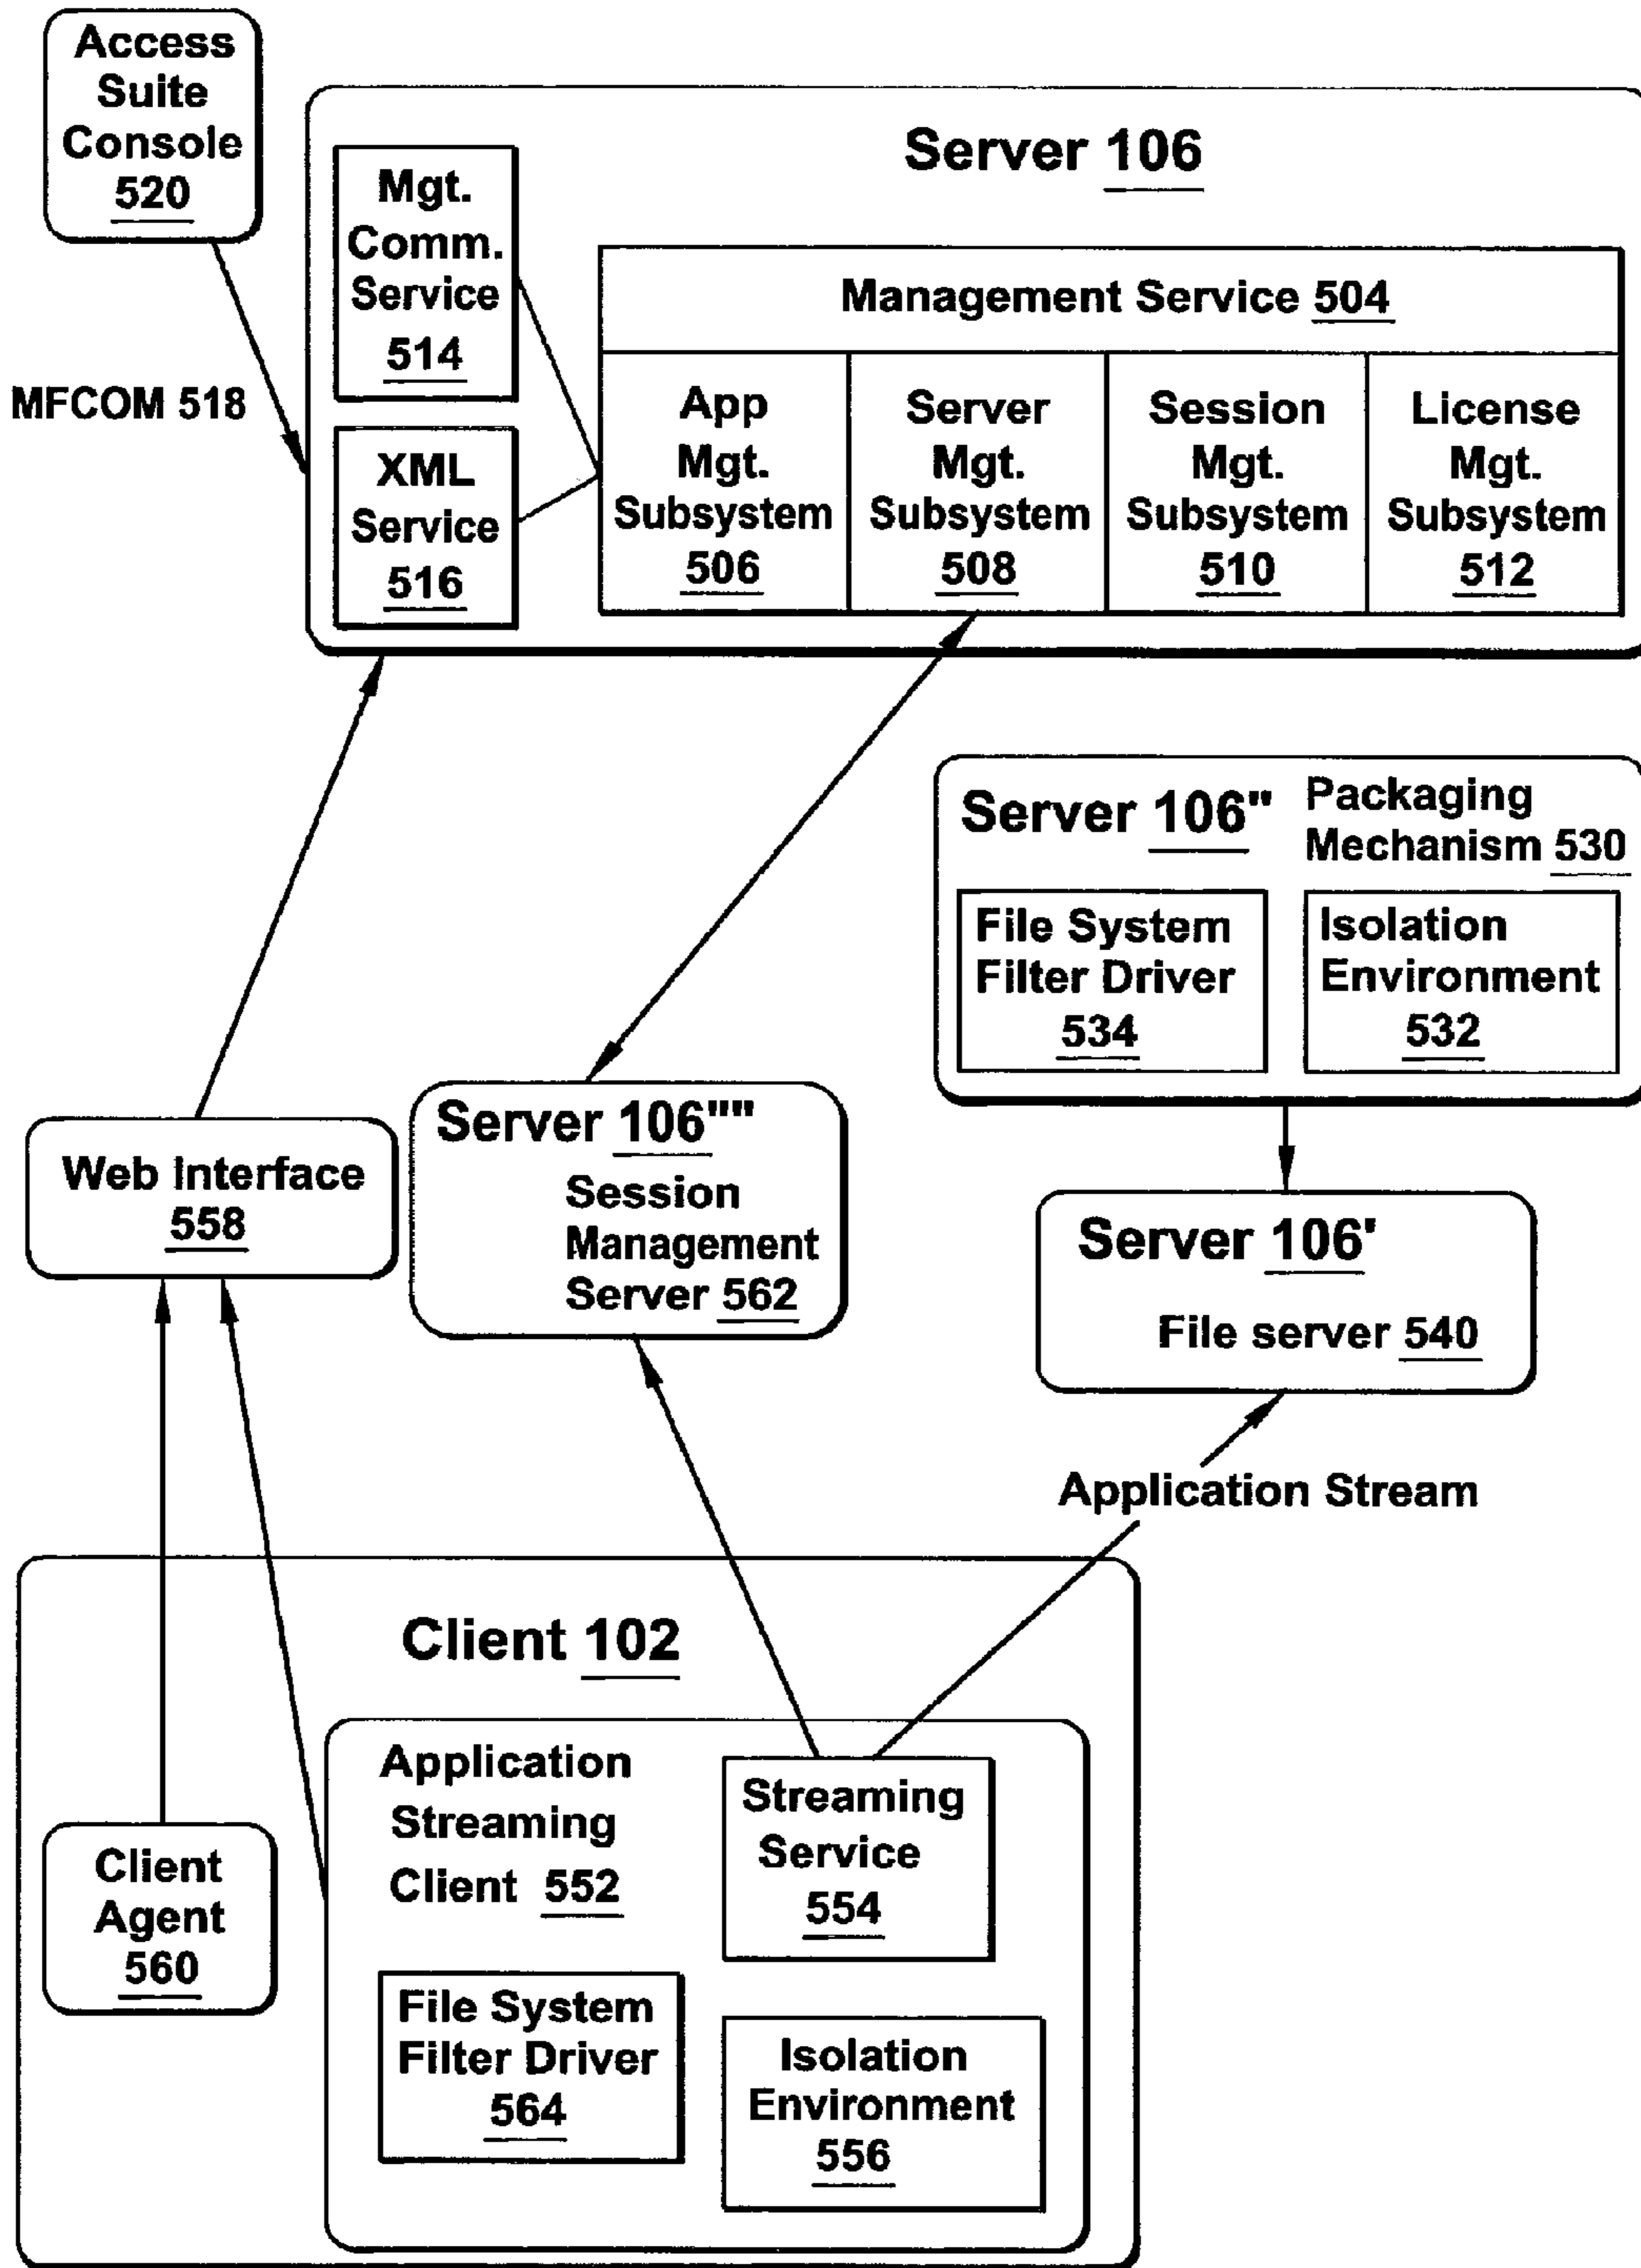 Access
Suite
Console
520
MFCOM 518
Server 106
Mgt.
Comm.
Service
514
XML
Service
516
Management Service 504
App
Mgt.
Subsystem
506
Server
Mgt.
Subsystem
508
Session
Mgt.
Subsystem
510
License
Mgt.
Subsystem
512
Server 106"
Packaging
Mechanism 530
File System
Filter Driver
534
Isolation
Environment
532
Web Interface
558
Server 106""
Session
Management
Server 562
Server 106'
File server 540
Application Stream
Client 102
Client
Agent
560
Application
Streaming
Client 552
Streaming
Service
554
File System
Filter Driver
564
Isolation
Environment
556